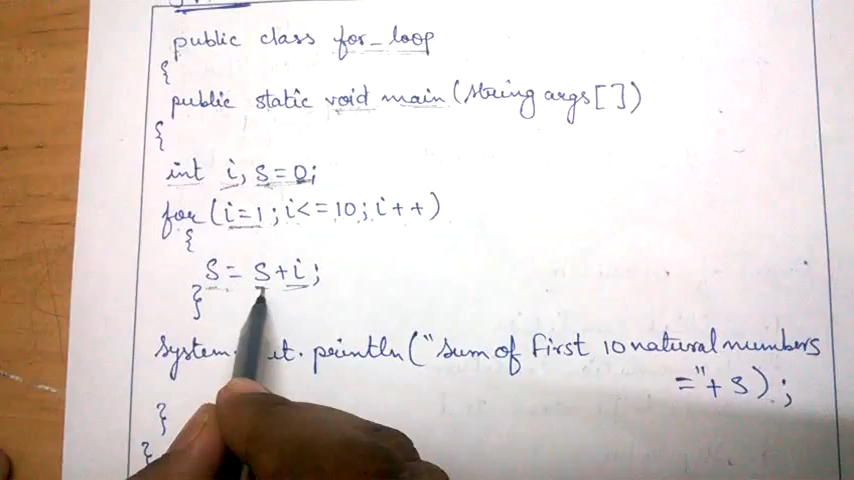 public class for_loop
{
public static void main(String args[])
{
int i, s=0;
for(i=1;i<=10;i++)
{
s = s+i;
}
System. ut.println("Sum of First 10 natural numbers
="+s);
}
}